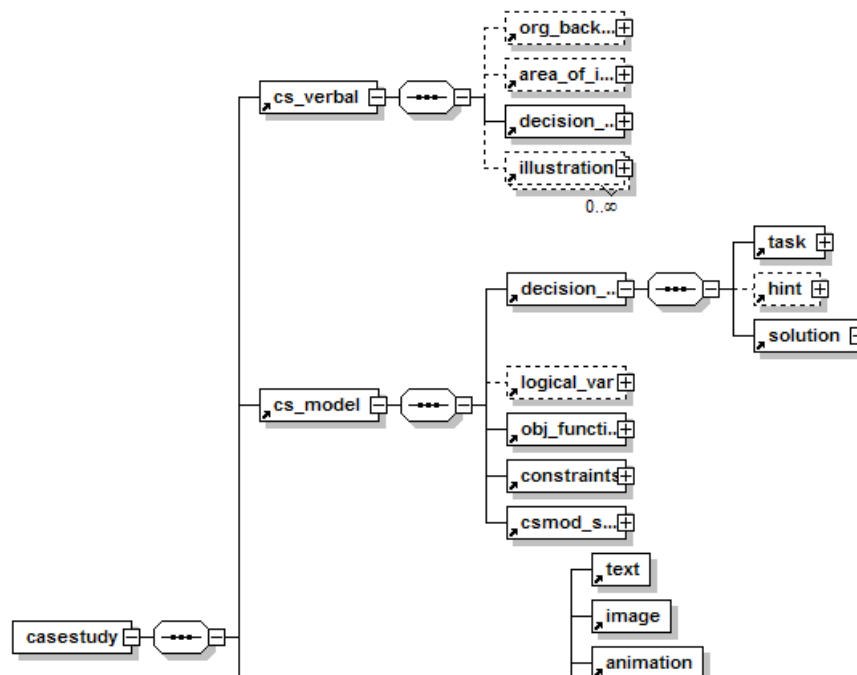 org_back...
area_of_i...
cs_verbal
decision_...
illustration
0..∞
task
decision_...
hint
solution
logical_var
cs_model
obj_functi...
constraints
csmod_s...
text
image
casestudy
animation